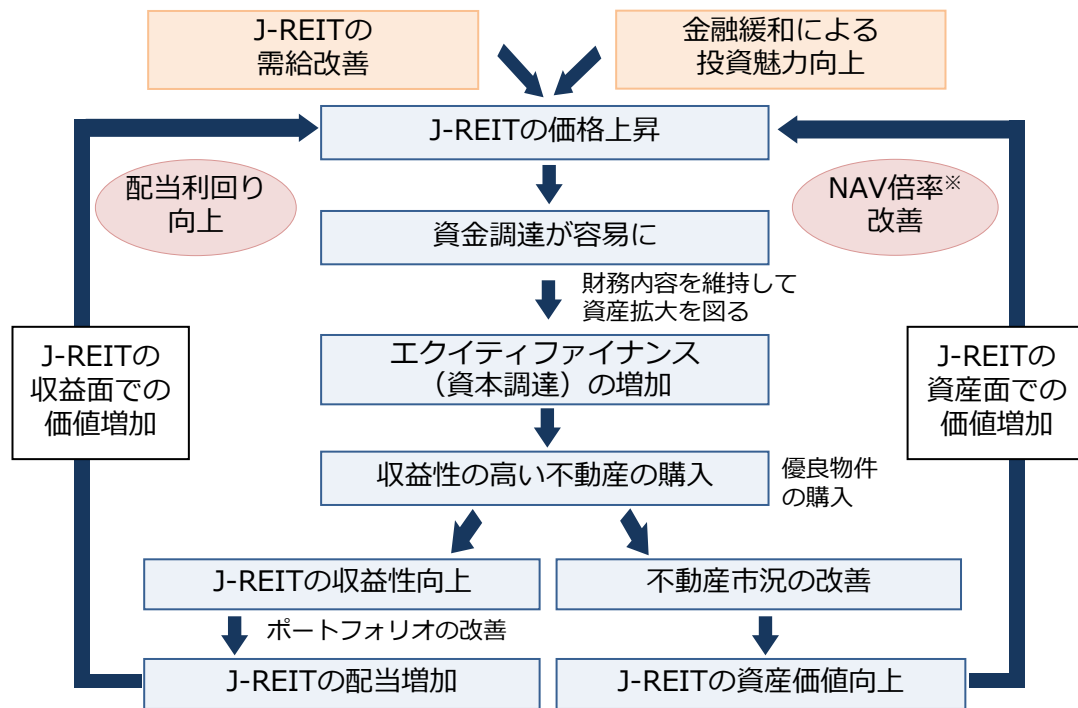 J-REITの
需給改善
金融緩和による
投資魅力向上
J-REITの価格上昇
配当利回り
向上
NAV倍率※
改善
資金調達が容易に
財務内容を維持して
資産拡大を図る
J-REITの
収益面での
価値増加
エクイティファイナンス
（資本調達）の増加
J-REITの
資産面での
価値増加
収益性の高い不動産の購入
優良物件
の購入
J-REITの収益性向上
不動産市況の改善
ポートフォリオの改善
J-REITの配当増加
J-REITの資産価値向上